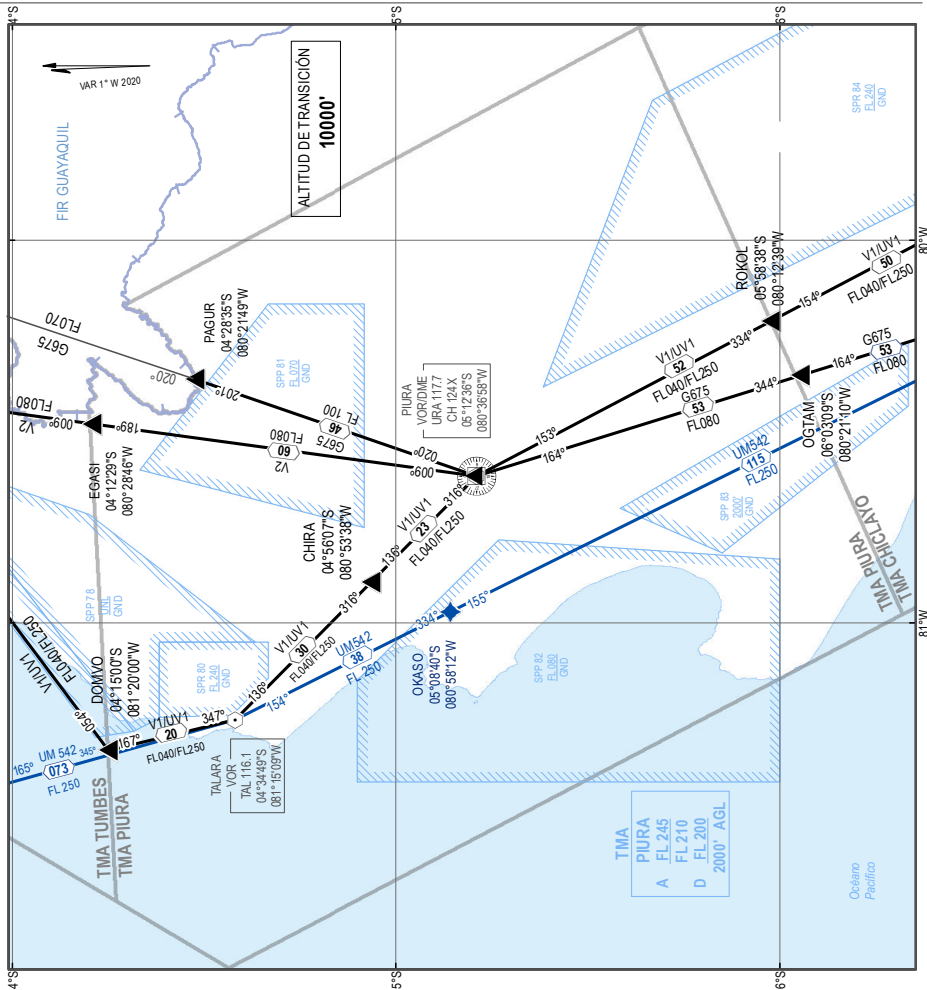 4°S
5°S
6°S
80°W
81°W
VAR 1° W 2020
FIR GUAYAQUIL
ALTITUD DE TRANSICIÓN
10000'
FL070
G675
020°
PAGUR
04°28'35"S
080°21'49"W
201°
46
FL 100
G675
020°
SPP 81
FL 070
GND
FL080
V2
009°
EGASI
04°12'29"S
080°28'46"W
189°
60
FL080
V2
009°
PIURA
VOR/DME
URA 117.7
CH 124X
05°12'36"S
080°36'58"W
V1/UV1
FL040/FL250
054°
DOMVO
04°15'00"S
081°20'00"W
SPP 78
UNL
GND
SPR 80
FL 240
GND
TMA TUMBES
TMA PIURA
165°
UM 542
345°
073
FL 250
167°
V1/UV1
20
347°
FL040/FL250
TALARA
VOR
TAL 116.1
04°34'49"S
081°15'09"W
136°
V1/UV1
30
FL040/FL250
316°
154°
UM542
38
FL 250
334°
CHIRA
04°56'07"S
080°53'38"W
136°
V1/UV1
23
FL040/FL250
316°
OKASO
05°08'40"S
080°58'12"W
155°
SPP 82
FL 080
GND
UM542
115
FL250
SPP 83
2000'
GND
153°
V1/UV1
52
FL040/FL250
334°
164°
G675
53
FL080
344°
ROKOL
05°58'38"S
080°12'39"W
154°
V1/UV1
50
FL040/FL250
OGTAM
06°03'09"S
080°21'10"W
164°
G675
53
FL080
SPR 84
FL 240
GND
TMA PIURA
TMA CHICLAYO
TMA
PIURA
A FL 245
FL 210
D FL 200
2000' AGL
Océano
Pacífico